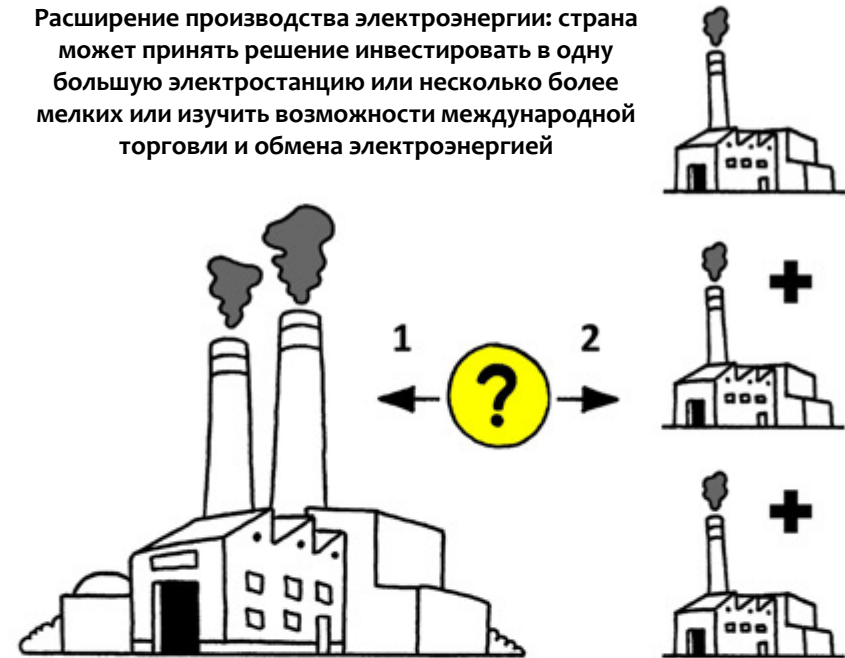 Расширение производства электроэнергии: страна
может принять решение инвестировать в одну
большую электростанцию или несколько более
мелких или изучить возможности международной
торговли и обмена электроэнергией
1
?
2